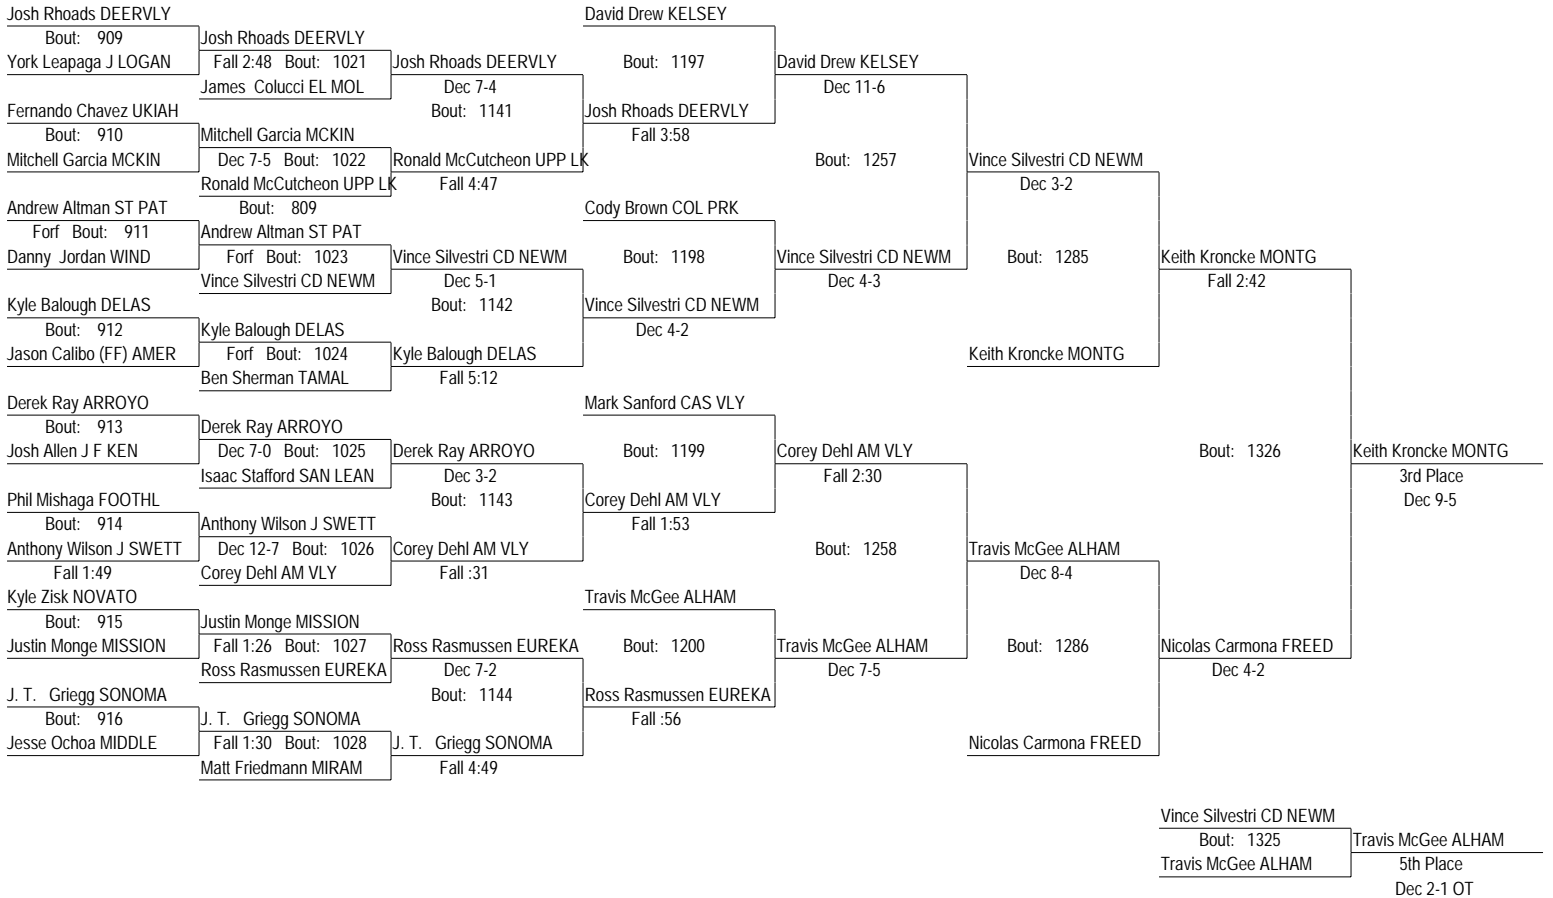 Josh Rhoads DEERVLY
David Drew KELSEY
Bout: 909
Josh Rhoads DEERVLY
York Leapaga J LOGAN
Fall 2:48 Bout: 1021
Josh Rhoads DEERVLY
Bout: 1197
David Drew KELSEY
James Colucci EL MOL
Dec 7-4
Dec 11-6
Fernando Chavez UKIAH
Bout: 1141
Josh Rhoads DEERVLY
Bout: 910
Mitchell Garcia MCKIN
Fall 3:58
Mitchell Garcia MCKIN
Dec 7-5 Bout: 1022
Ronald McCutcheon UPP LK
Bout: 1257
Vince Silvestri CD NEWM
Ronald McCutcheon UPP LK
Fall 4:47
Dec 3-2
Andrew Altman ST PAT
Bout: 809
Cody Brown COL PRK
Forf Bout: 911
Andrew Altman ST PAT
Danny Jordan WIND
Forf Bout: 1023
Vince Silvestri CD NEWM
Bout: 1198
Vince Silvestri CD NEWM
Bout: 1285
Keith Kroncke MONTG
Vince Silvestri CD NEWM
Dec 5-1
Dec 4-3
Fall 2:42
Kyle Balough DELAS
Bout: 1142
Vince Silvestri CD NEWM
Bout: 912
Kyle Balough DELAS
Dec 4-2
Jason Calibo (FF) AMER
Forf Bout: 1024
Kyle Balough DELAS
Keith Kroncke MONTG
Ben Sherman TAMAL
Fall 5:12
Derek Ray ARROYO
Mark Sanford CAS VLY
Bout: 913
Derek Ray ARROYO
Josh Allen J F KEN
Dec 7-0 Bout: 1025
Derek Ray ARROYO
Bout: 1199
Corey Dehl AM VLY
Bout: 1326
Keith Kroncke MONTG
Isaac Stafford SAN LEAN
Dec 3-2
Fall 2:30
3rd Place
Phil Mishaga FOOTHL
Bout: 1143
Corey Dehl AM VLY
Dec 9-5
Bout: 914
Anthony Wilson J SWETT
Fall 1:53
Anthony Wilson J SWETT
Dec 12-7 Bout: 1026
Corey Dehl AM VLY
Bout: 1258
Travis McGee ALHAM
Fall 1:49
Corey Dehl AM VLY
Fall :31
Dec 8-4
Kyle Zisk NOVATO
Travis McGee ALHAM
Bout: 915
Justin Monge MISSION
Justin Monge MISSION
Fall 1:26 Bout: 1027
Ross Rasmussen EUREKA
Bout: 1200
Travis McGee ALHAM
Bout: 1286
Nicolas Carmona FREED
Ross Rasmussen EUREKA
Dec 7-2
Dec 7-5
Dec 4-2
J. T. Griegg SONOMA
Bout: 1144
Ross Rasmussen EUREKA
Bout: 916
J. T. Griegg SONOMA
Fall :56
Jesse Ochoa MIDDLE
Fall 1:30 Bout: 1028
J. T. Griegg SONOMA
Nicolas Carmona FREED
Matt Friedmann MIRAM
Fall 4:49
Vince Silvestri CD NEWM
Bout: 1325
Travis McGee ALHAM
Travis McGee ALHAM
5th Place
Dec 2-1 OT